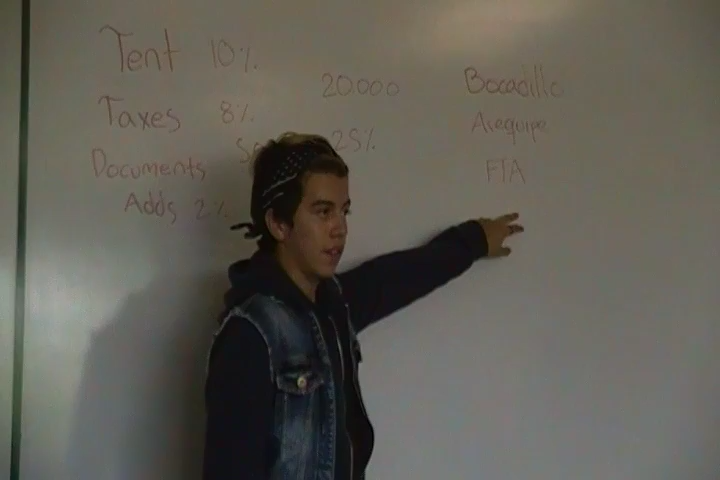 Tent 10%
Taxes 8%
Documents
Adds 2%
20.000
25%
Bocadillo
Arequipe
FTA